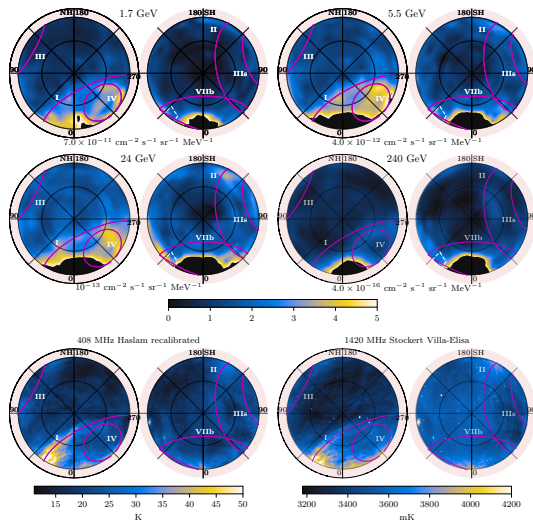 NH 180 1.7 GeV 180 SH NH 180 5.5 GeV 180 SH
II II
III III
90 270 IIIs 90 90 270 IIIs 90
I IV VIIb I IV VIIb
0 0 0 0
7.0 × 10⁻¹¹ cm⁻² s⁻¹ sr⁻¹ MeV⁻¹ 4.0 × 10⁻¹² cm⁻² s⁻¹ sr⁻¹ MeV⁻¹
NH 180 24 GeV 180 SH NH 180 240 GeV 180 SH
II II
III III
90 270 IIIs 90 90 270 IIIs 90
I IV VIIb I IV VIIb
0 0 0 0
10⁻¹³ cm⁻² s⁻¹ sr⁻¹ MeV⁻¹ 4.0 × 10⁻¹⁶ cm⁻² s⁻¹ sr⁻¹ MeV⁻¹
0 1 2 3 4 5
408 MHz Haslam recalibrated 1420 MHz Stockert Villa-Elisa
NH 180 180 SH NH 180 180 SH
II II
III III
90 270 IIIs 90 90 270 IIIs 90
I IV VIIb I IV VIIb
0 0 0 0
20 30 40 50 3200 3400 3600 3800 4000 4200
K mK